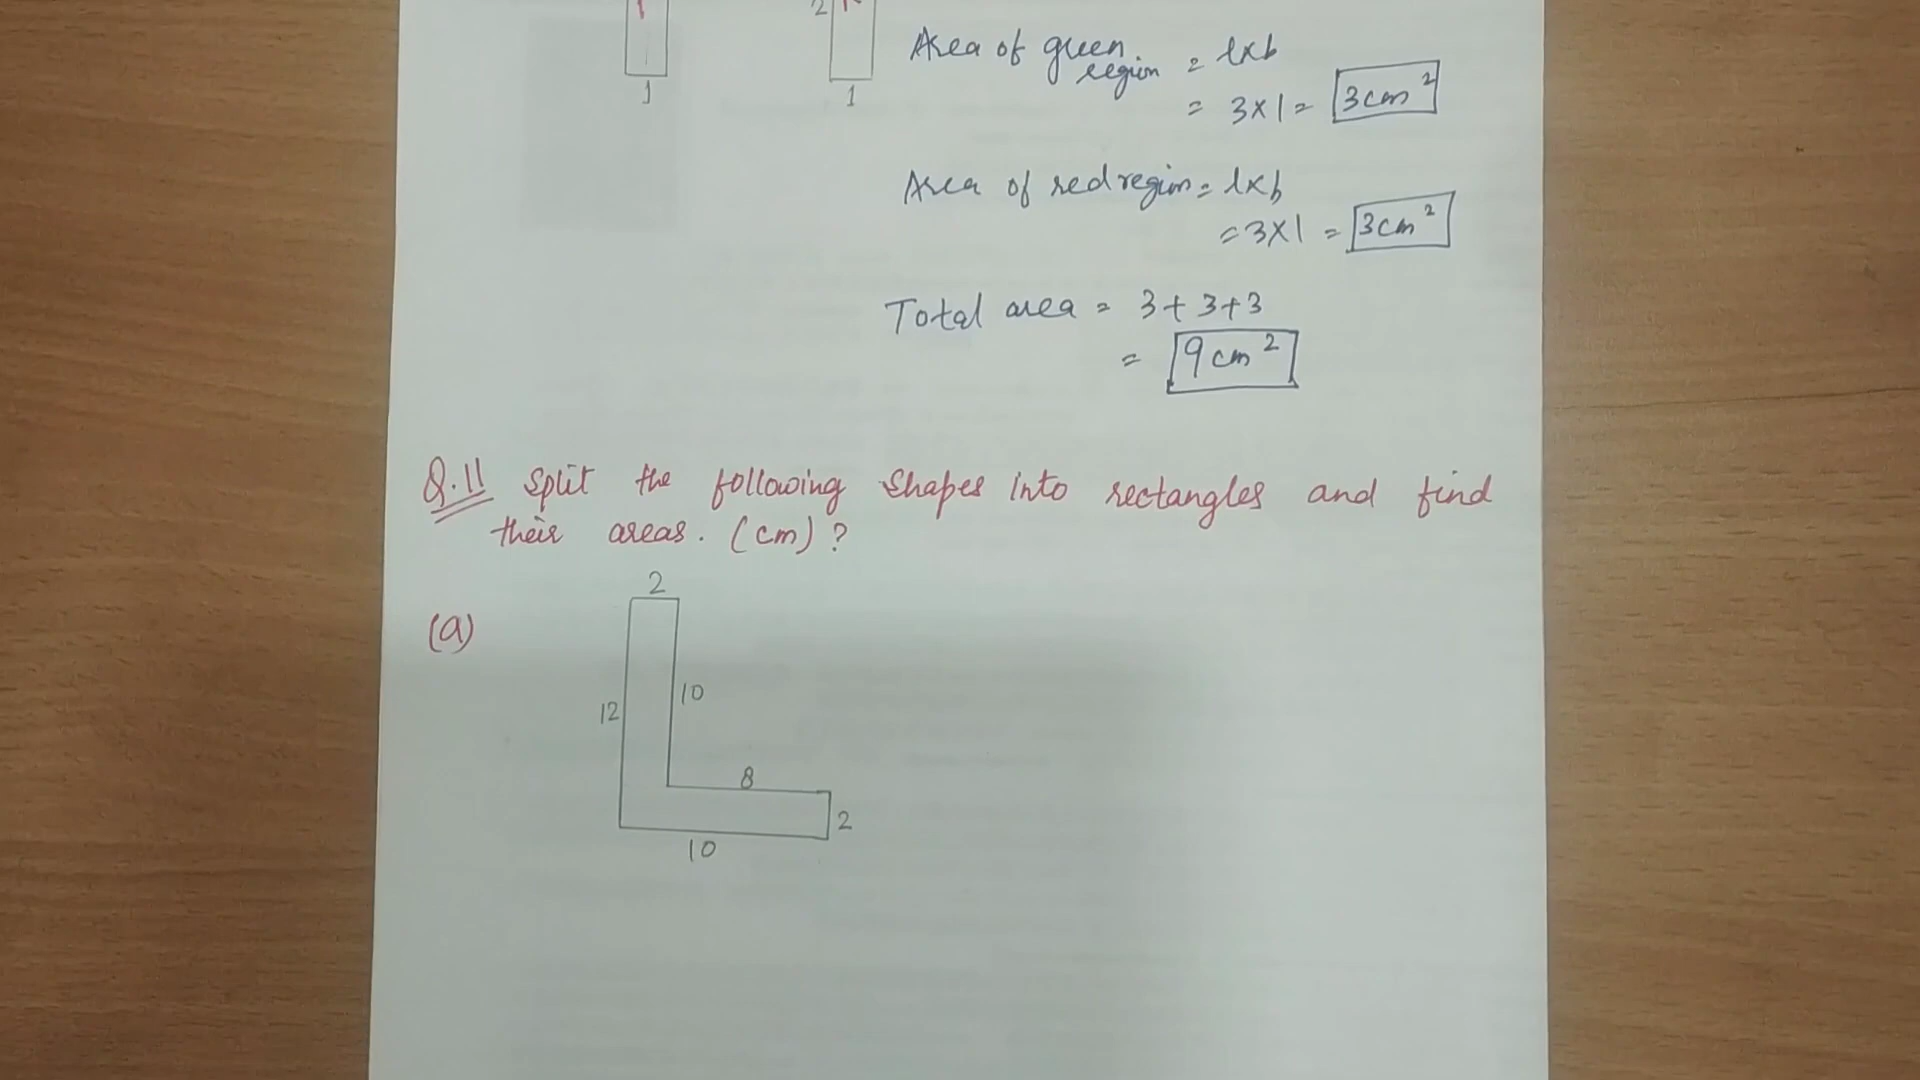 2
1
1
Area of green region = l×b
= 3×1 = 3cm²
Area of red region = l×b
= 3×1 = 3cm²
Total area = 3+3+3
= 9cm²
Q.11 Split the following shapes into rectangles and find
their areas. (cm)?
(a)
2
12
10
8
2
10